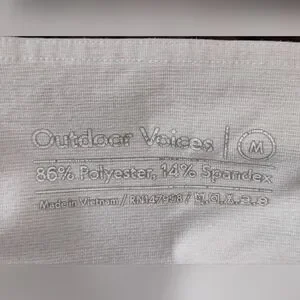 Outdoor Voices | M
86% Polyester, 14% Spandex
Made in Vietnam / RN147958 /